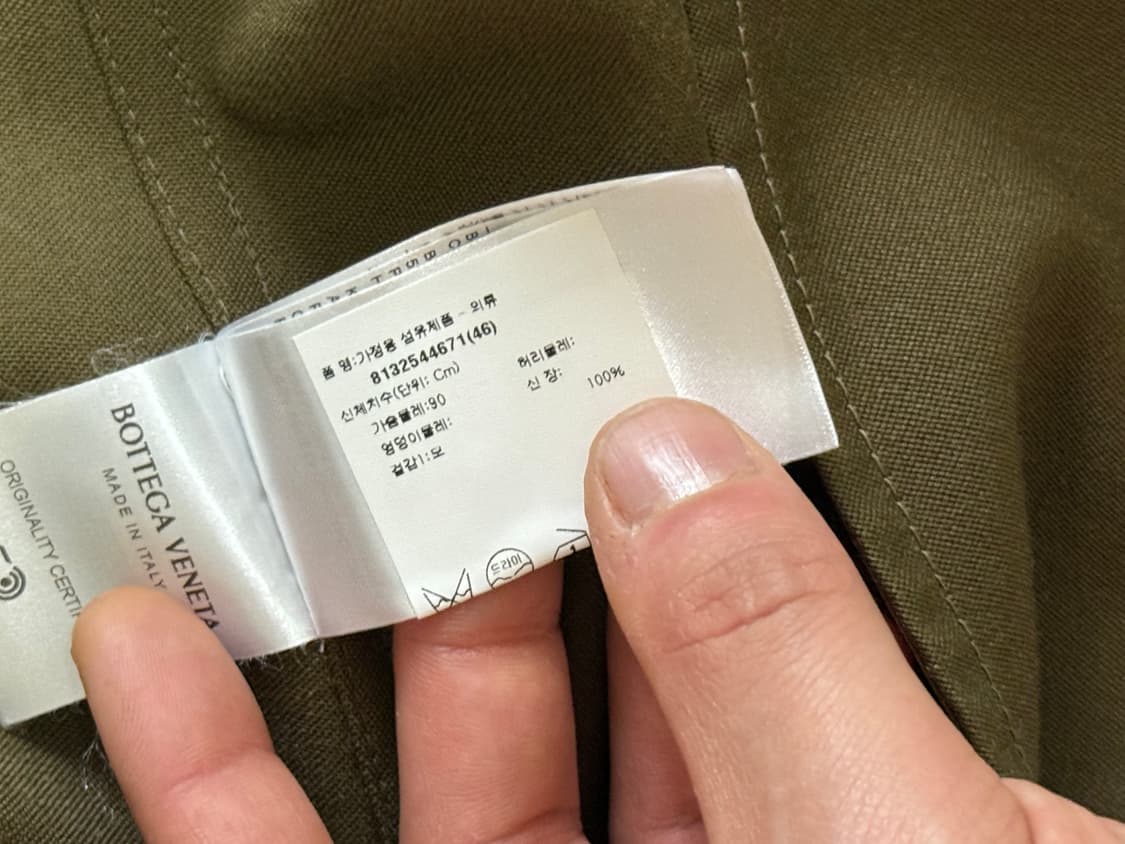 품 명:가정용 섬유제품 - 의류
8132544671(46)
신체치수(단위: Cm)
가슴둘레:90
엉덩이둘레:
겉감1:모
허리둘레:
신 장:
100%
드라이
BOTTEGA VENETA
MADE IN ITALY
ORIGINALITY